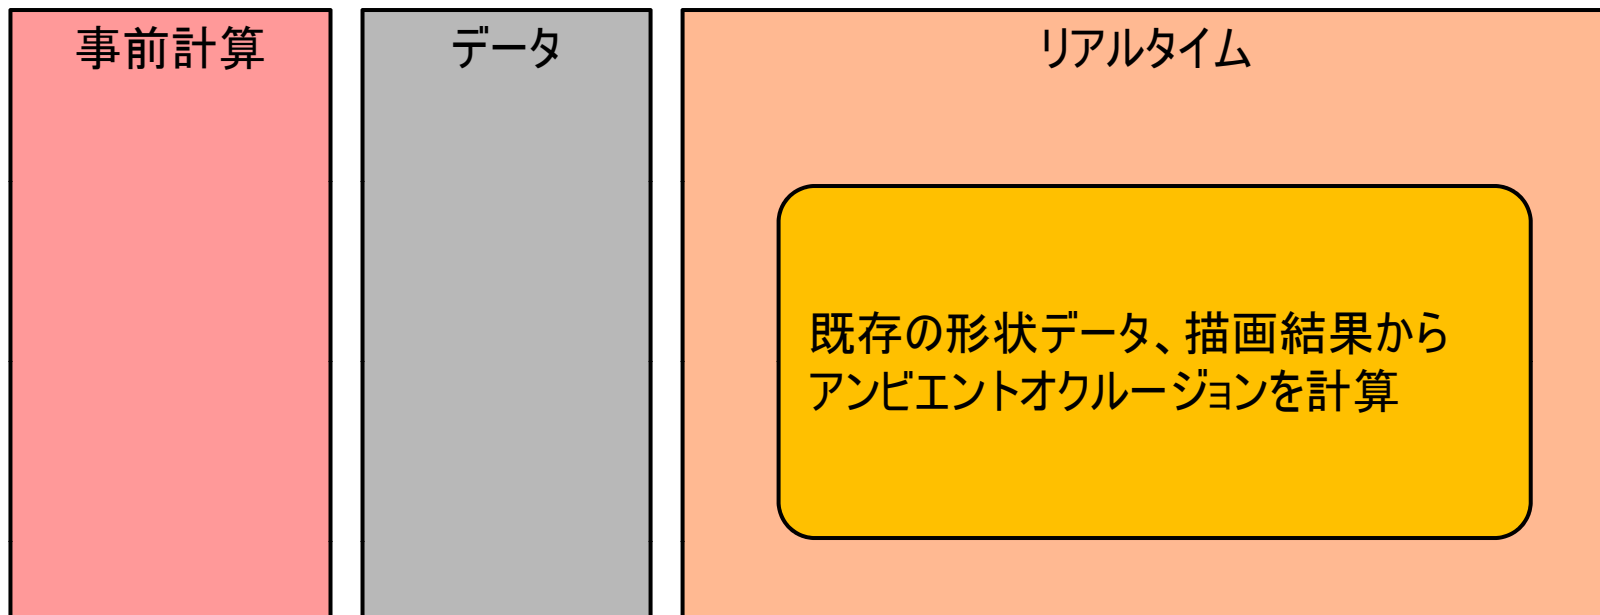 事前計算
データ
リアルタイム
既存の形状データ、描画結果から
アンビエントオクルージョンを計算